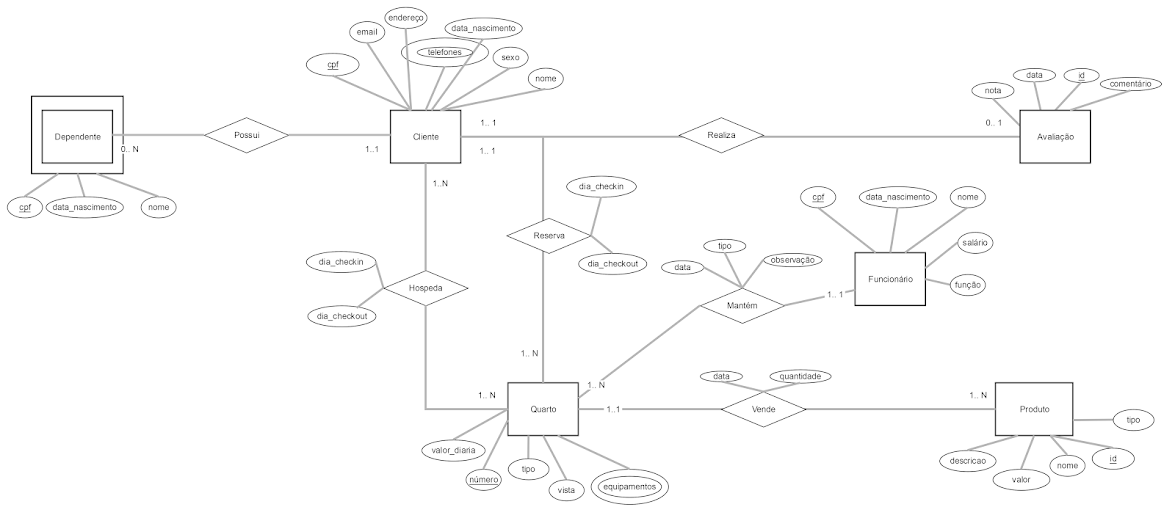 endereço
email
data_nascimento
telefones
cpf
sexo
nome
data
id
nota
comentário
Dependente
0.. N
Possui
1..1
Cliente
1.. 1
1.. 1
Realiza
0.. 1
Avaliação
cpf
data_nascimento
nome
1..N
dia_checkin
Reserva
dia_checkout
cpf
data_nascimento
nome
salário
função
Funcionário
dia_checkin
Hospeda
dia_checkout
tipo
data
observação
Mantém
1.. 1
1.. N
1.. N
1.. N
Quarto
1..1
data
quantidade
Vende
1.. N
Produto
tipo
valor_diaria
número
tipo
vista
equipamentos
descricao
valor
nome
id